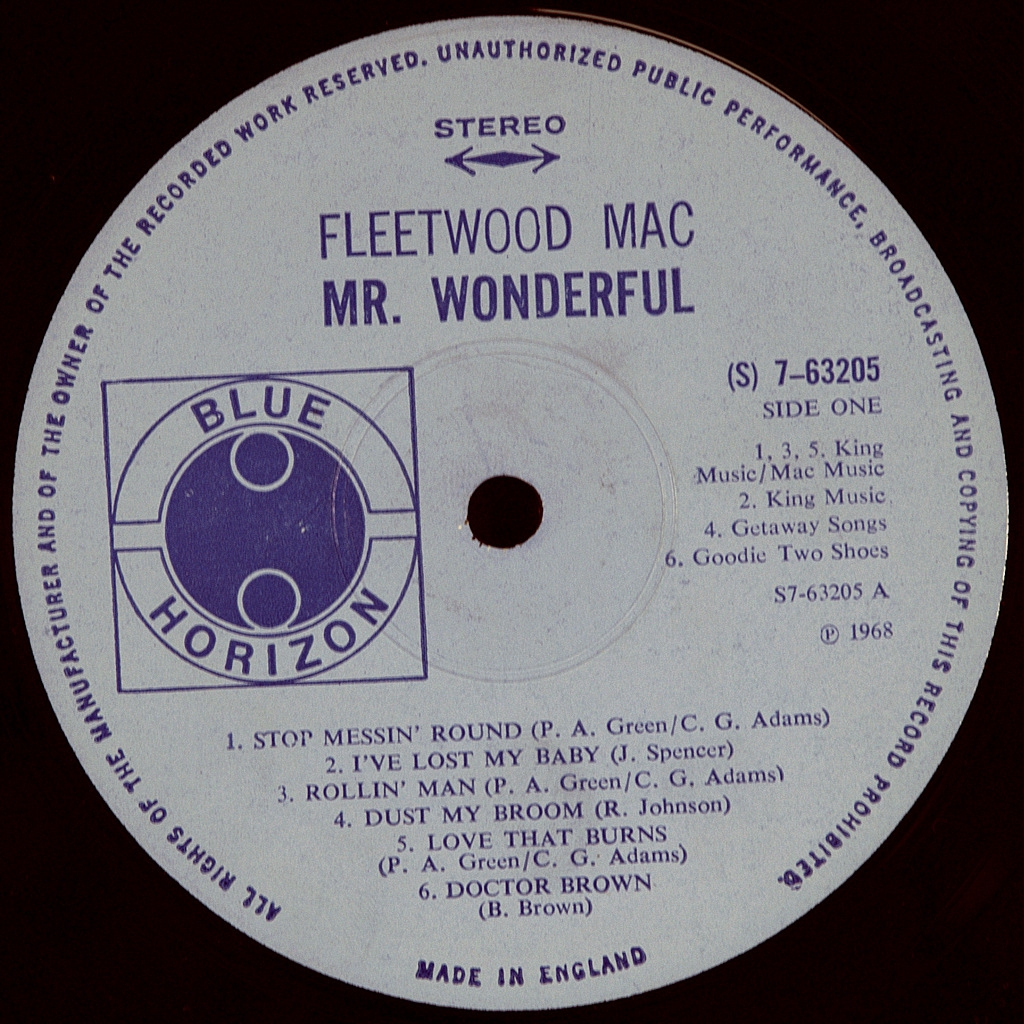 ALL RIGHTS OF THE MANUFACTURER AND OF THE OWNER OF THE RECORDED WORK RESERVED. UNAUTHORIZED PUBLIC PERFORMANCE, BROADCASTING AND COPYING OF THIS RECORD PROHIBITED.
STEREO
FLEETWOOD MAC
MR. WONDERFUL
BLUE
HORIZON
(S) 7-63205
SIDE ONE
1, 3, 5. King
Music/Mac Music
2. King Music
4. Getaway Songs
6. Goodie Two Shoes
S7-63205 A
℗ 1968
1. STOP MESSIN' ROUND (P. A. Green/C. G. Adams)
2. I'VE LOST MY BABY (J. Spencer)
3. ROLLIN' MAN (P. A. Green/C. G. Adams)
4. DUST MY BROOM (R. Johnson)
5. LOVE THAT BURNS
(P. A. Green/C. G. Adams)
6. DOCTOR BROWN
(B. Brown)
MADE IN ENGLAND